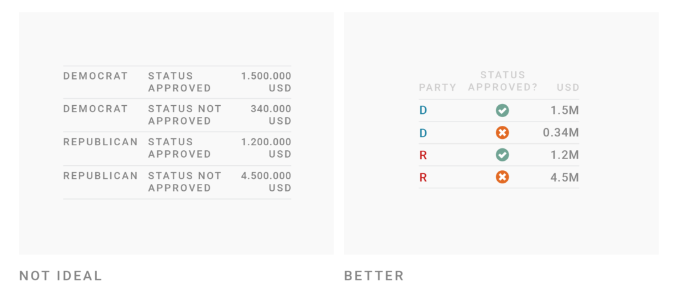 DEMOCRAT STATUS APPROVED 1.500.000 USD
DEMOCRAT STATUS NOT APPROVED 340.000 USD
REPUBLICAN STATUS APPROVED 1.200.000 USD
REPUBLICAN STATUS NOT APPROVED 4.500.000 USD
NOT IDEAL
PARTY STATUS APPROVED? USD
D 1.5M
D 0.34M
R 1.2M
R 4.5M
BETTER